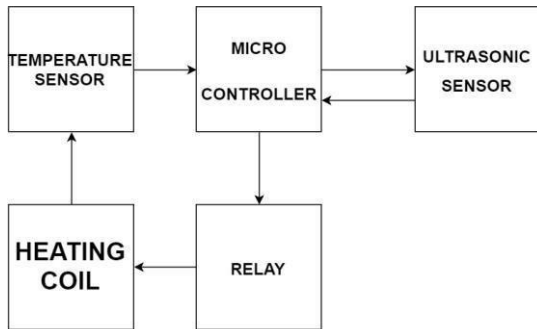 TEMPERATURE
SENSOR
MICRO
CONTROLLER
ULTRASONIC
SENSOR
HEATING
COIL
RELAY